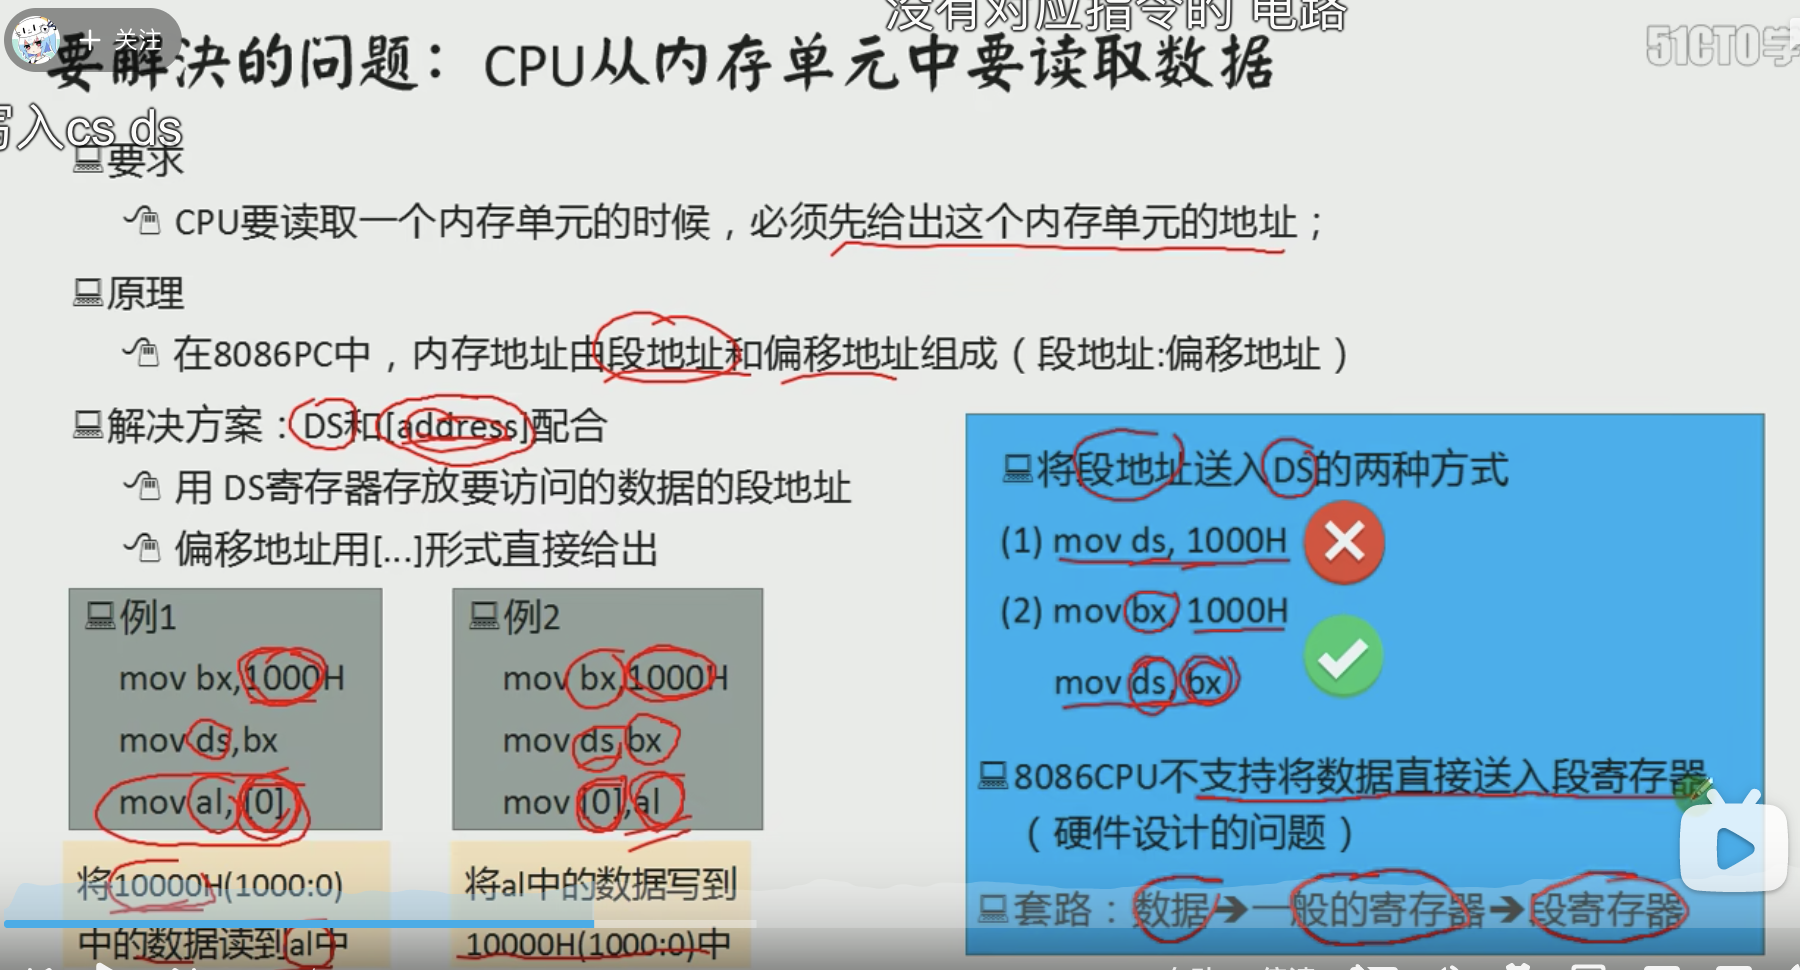 没有对应指令的 电路
+ 关注
要解决的问题：CPU从内存单元中要读取数据
51CTO学
写入cs ds
要求
CPU要读取一个内存单元的时候，必须先给出这个内存单元的地址；
原理
在8086PC中，内存地址由段地址和偏移地址组成（段地址:偏移地址）
解决方案：DS和[address]配合
用 DS寄存器存放要访问的数据的段地址
偏移地址用[...]形式直接给出
例1
mov bx,1000H
mov ds,bx
mov al, [0]
将10000H(1000:0)
中的数据读到al中
例2
mov bx,1000H
mov ds,bx
mov [0],al
将al中的数据写到
10000H(1000:0)中
将段地址送入DS的两种方式
(1) mov ds, 1000H
(2) mov bx, 1000H
mov ds, bx
8086CPU不支持将数据直接送入段寄存器
（硬件设计的问题）
套路：数据➔一般的寄存器➔段寄存器